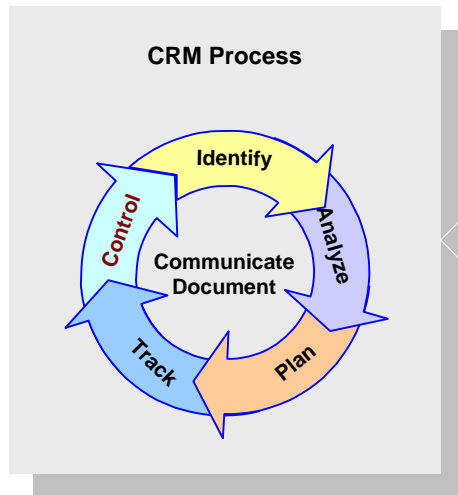 CRM Process
Identify
Analyze
Plan
Track
Control
Communicate
Document